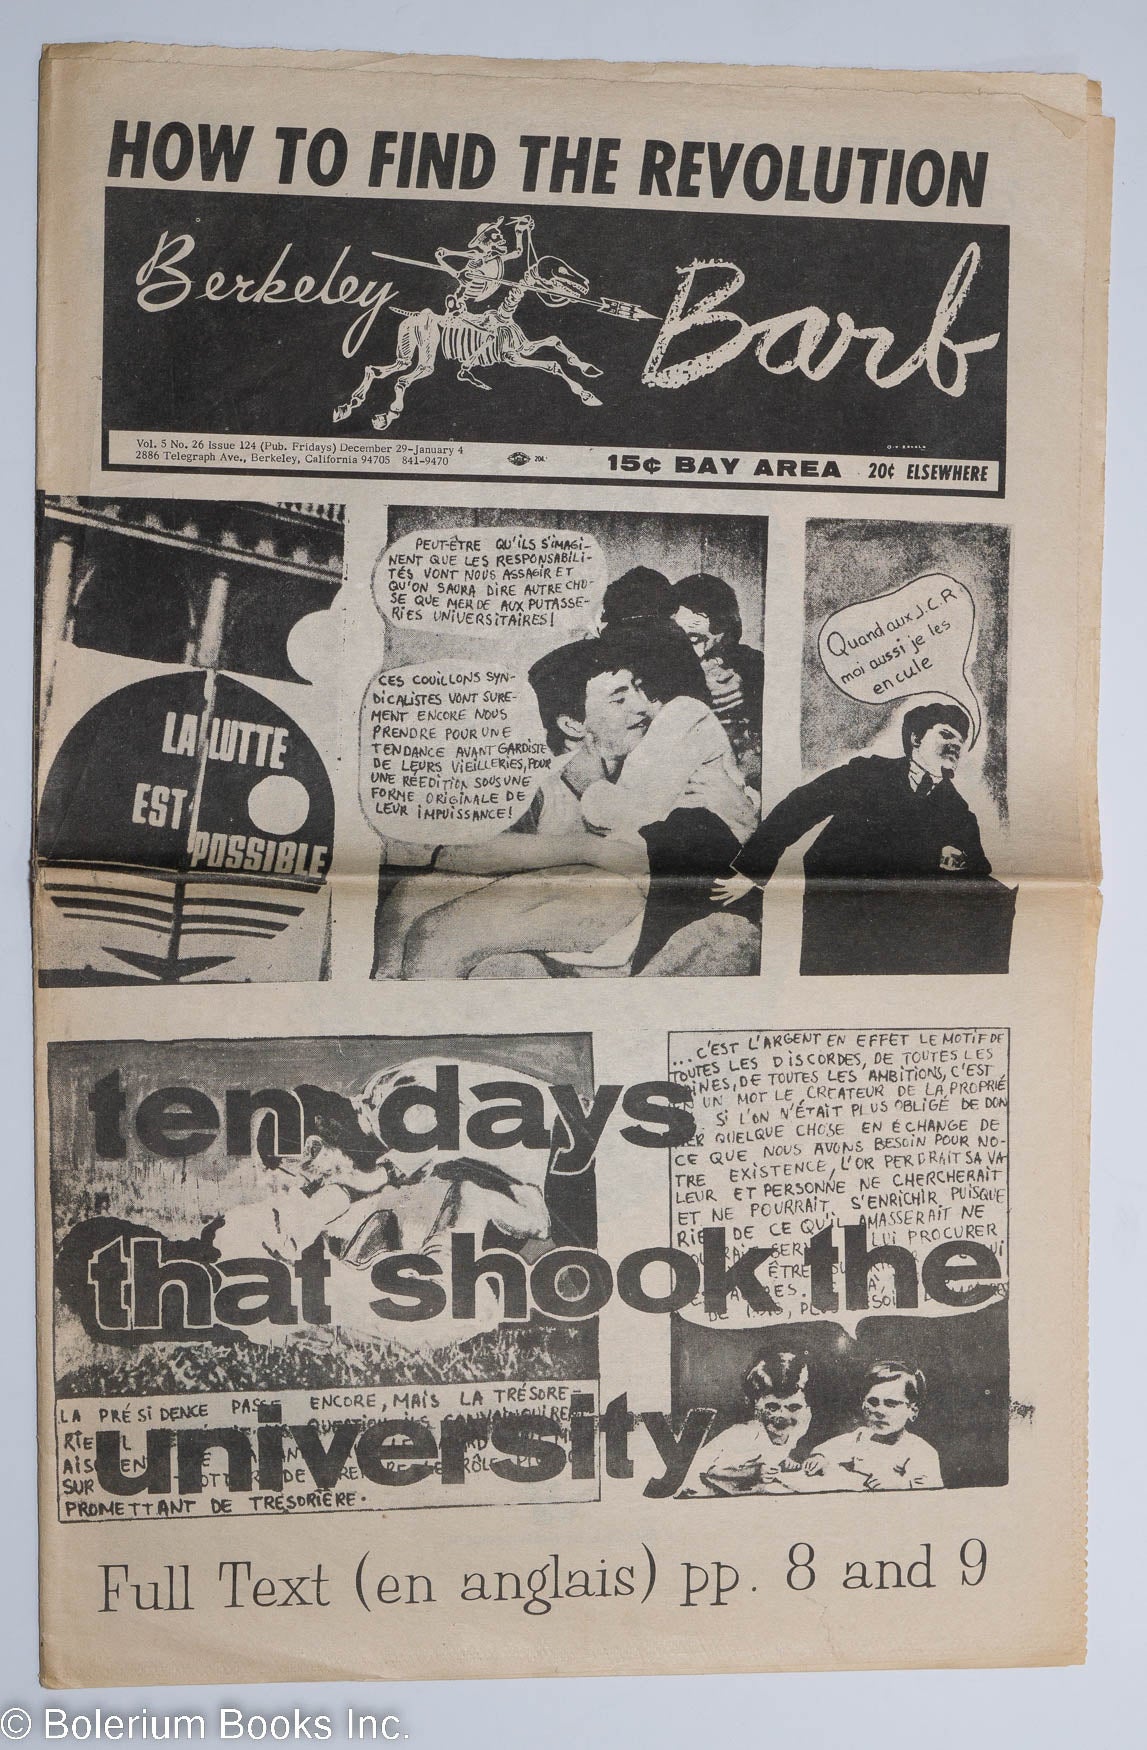 HOW TO FIND THE REVOLUTION
Berkeley Barb
Vol. 5 No. 26 Issue 124 (Pub. Fridays) December 29-January 4
2886 Telegraph Ave., Berkeley, California 94705 841-9470
204
15¢ BAY AREA 20¢ ELSEWHERE
LA LUTTE
EST
POSSIBLE
PEUT-ÊTRE QU'ILS S'IMAGI-
NENT QUE LES RESPONSABILI-
TÉS VONT NOUS ASSAGIR ET
QU'ON SAURA DIRE AUTRE CHO-
SE QUE MERDE AUX PUTASSE-
RIES UNIVERSITAIRES!
CES COUILLONS SYN-
DICALISTES VONT SURE-
MENT ENCORE NOUS
PRENDRE POUR UNE
TENDANCE AVANT GARDISTE
DE LEURS VIEILLERIES, POUR
UNE RÉEDITION SOUS UNE
FORME ORIGINALE DE
LEUR IMPUISSANCE!
Quand aux J.C.R
moi aussi je les
encule
ten days
that shook the
university
...C'EST L'ARGENT EN EFFET LE MOTIF DE
TOUTES LES DISCORDES, DE TOUTES LES
AINES, DE TOUTES LES AMBITIONS, C'EST
EN UN MOT LE CREATEUR DE LA PROPRIÉ
SI L'ON N'ÉTAIT PLUS OBLIGÉ DE DON
NER QUELQUE CHOSE EN ÉCHANGE DE
CE QUE NOUS AVONS BESOIN POUR NO-
TRE EXISTENCE, L'OR PERDRAIT SA VA-
LEUR ET PERSONNE NE CHERCHERAIT
ET NE POURRAIT S'ENRICHIR PUISQUE
RIEN DE CE QU'IL AMASSERAIT NE
LUI PROCURER
ÊTRE
LA PRÉSIDENCE PASSE ENCORE, MAIS LA TRÉSORE-
RIE
SUR
PROMETTANT DE TRÉSORIÈRE.
Full Text (en anglais) pp. 8 and 9
© Bolerium Books Inc.